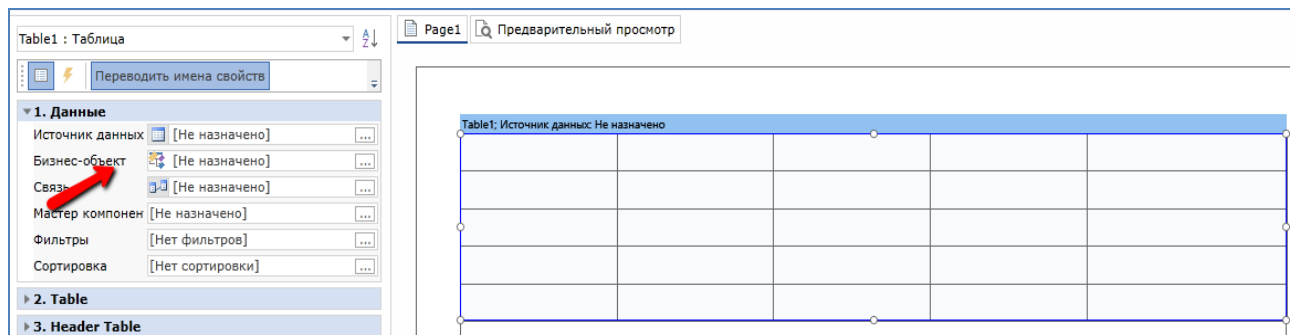 Table1 : Таблица
Page1 Предварительный просмотр
Переводить имена свойств
1. Данные
Источник данных [Не назначено] ...
Бизнес-объект [Не назначено] ...
Связь [Не назначено] ...
Мастер компонен [Не назначено] ...
Фильтры [Нет фильтров] ...
Сортировка [Нет сортировки] ...
2. Table
3. Header Table
Table1; Источник данных: Не назначено